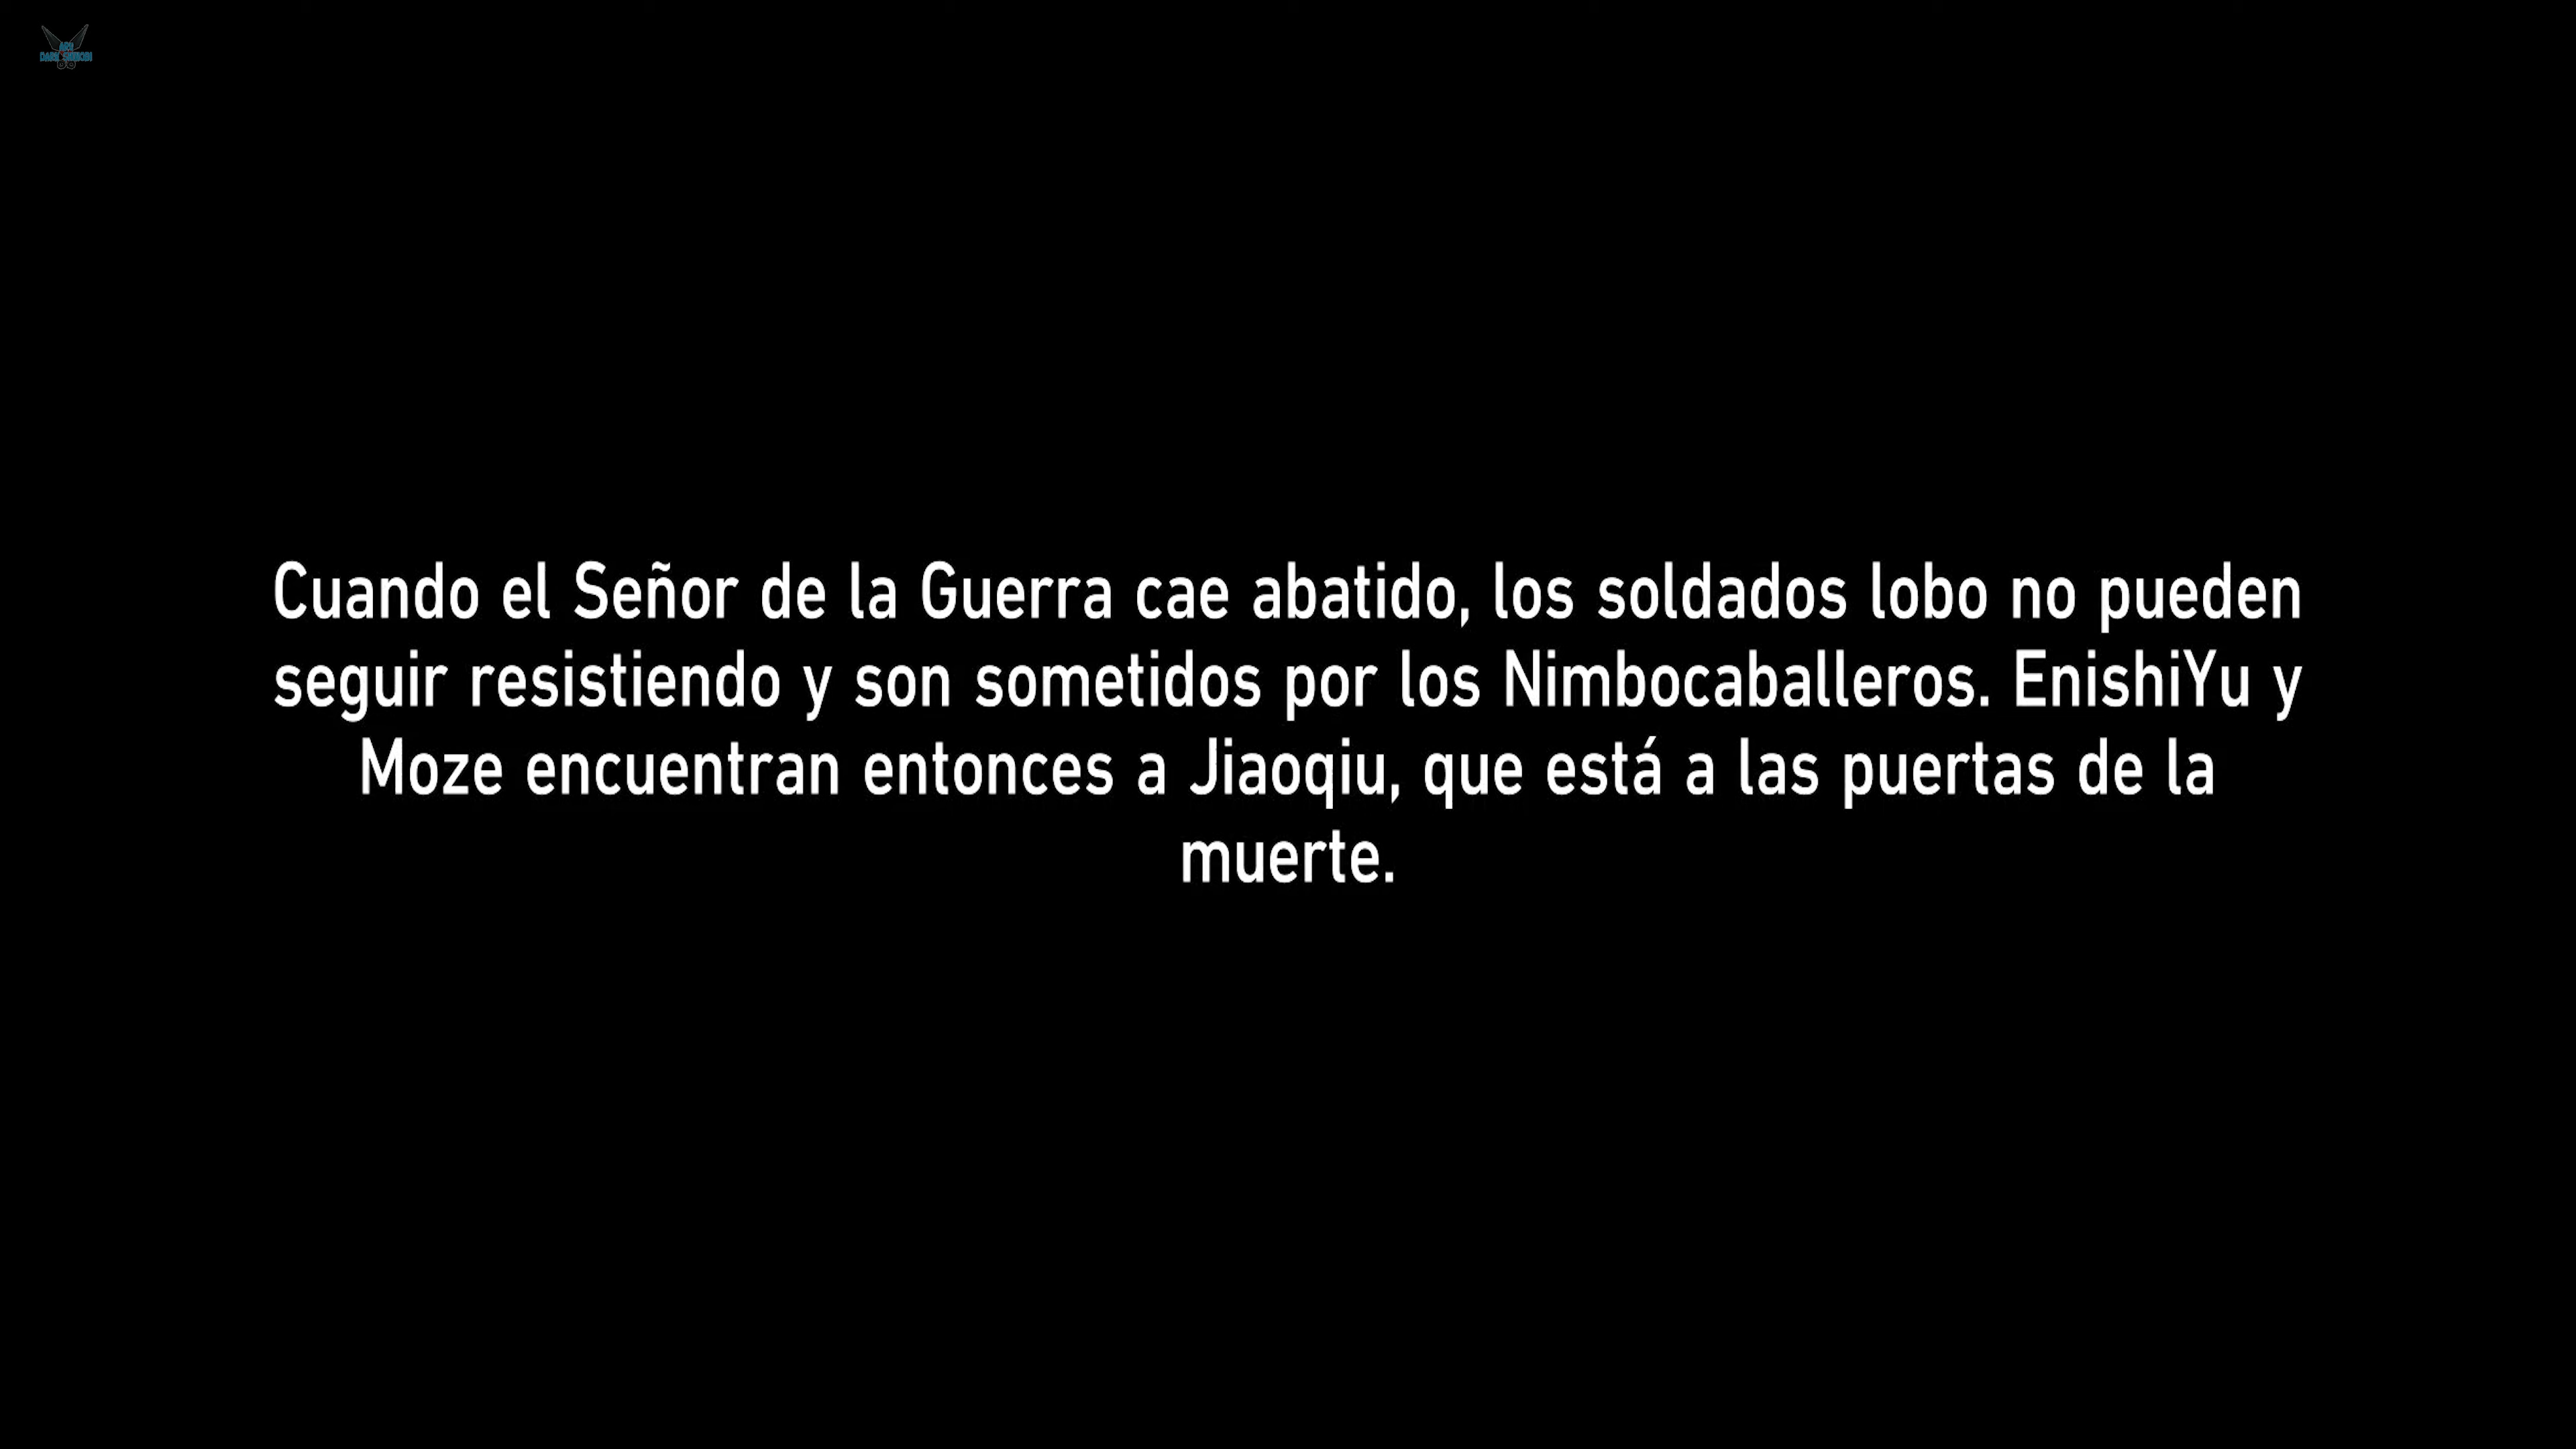 Cuando el Señor de la Guerra cae abatido, los soldados lobo no pueden
seguir resistiendo y son sometidos por los Nimbocaballeros. EnishiYu y
Moze encuentran entonces a Jiaoqiu, que está a las puertas de la
muerte.